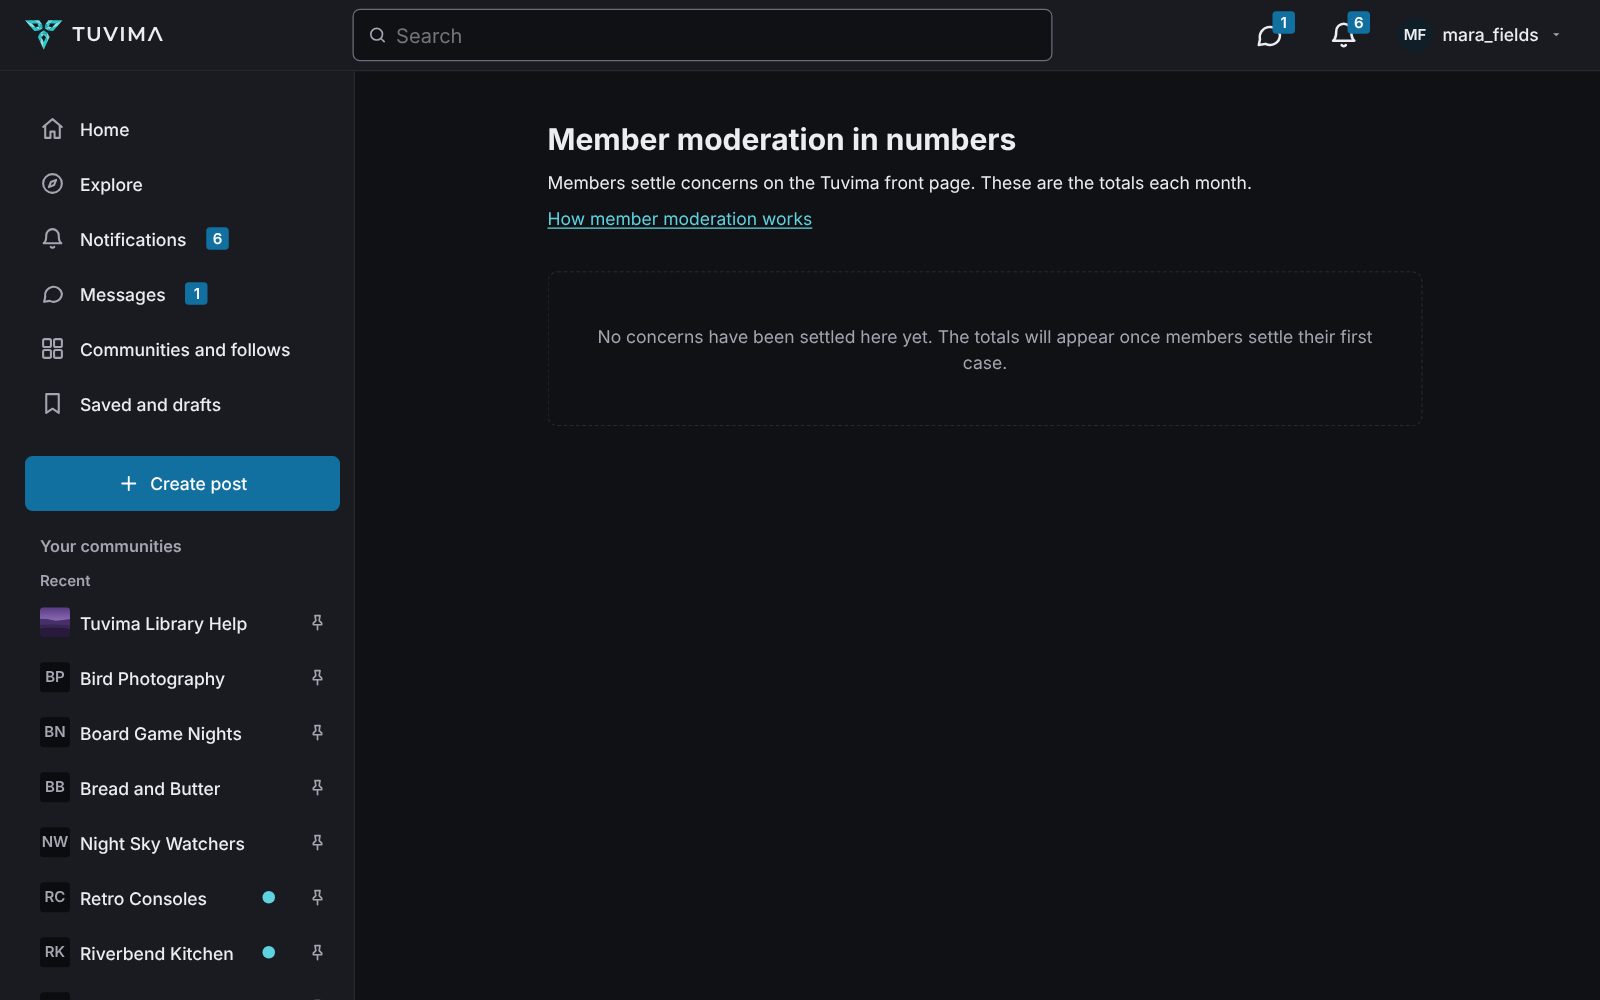 TUVIMA
Search
1
6
MF
mara_fields
Home
Explore
Notifications 6
Messages 1
Communities and follows
Saved and drafts
Create post
Your communities
Recent
Tuvima Library Help
BP Bird Photography
BN Board Game Nights
BB Bread and Butter
NW Night Sky Watchers
RC Retro Consoles
RK Riverbend Kitchen
Member moderation in numbers
Members settle concerns on the Tuvima front page. These are the totals each month.
How member moderation works
No concerns have been settled here yet. The totals will appear once members settle their first
case.